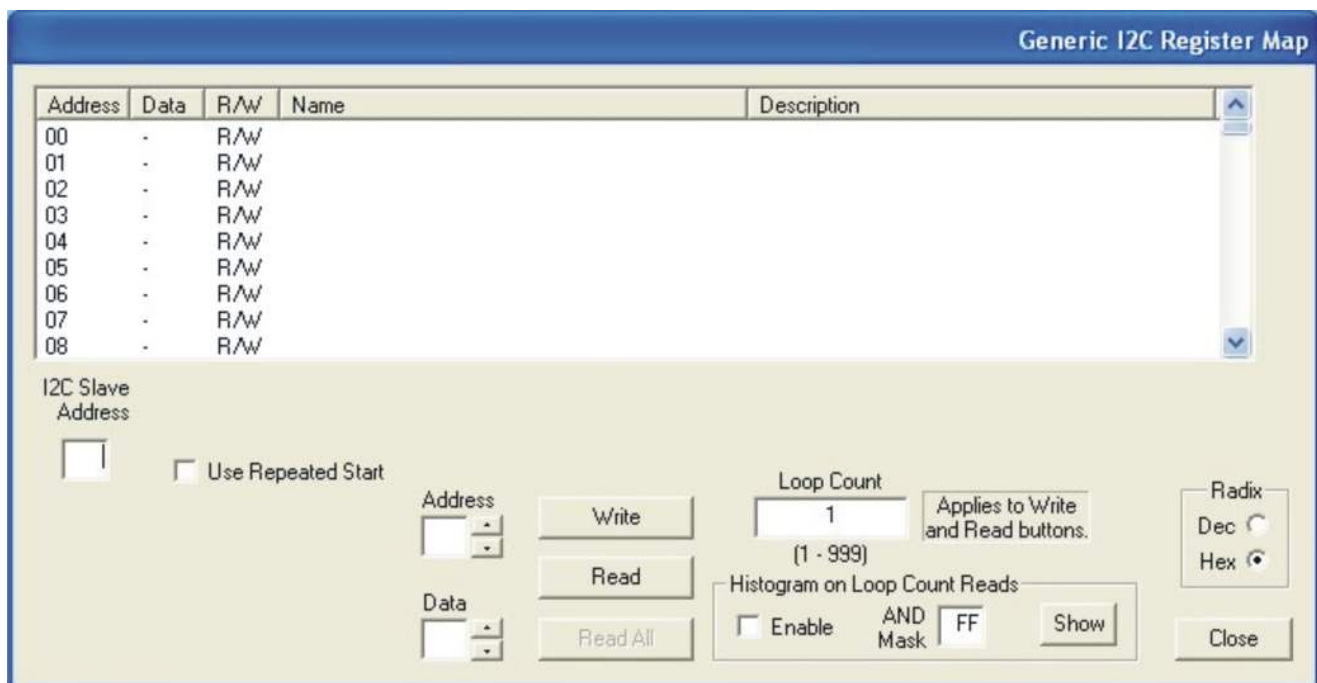 Generic I2C Register Map
Address Data R/W Name Description
00 - R/W
01 - R/W
02 - R/W
03 - R/W
04 - R/W
05 - R/W
06 - R/W
07 - R/W
08 - R/W
I2C Slave
Address
Use Repeated Start
Address
Data
Write
Read
Read All
Loop Count
1
(1 - 999)
Applies to Write
and Read buttons.
Histogram on Loop Count Reads
Enable
AND
Mask
FF
Show
Radix
Dec
Hex
Close